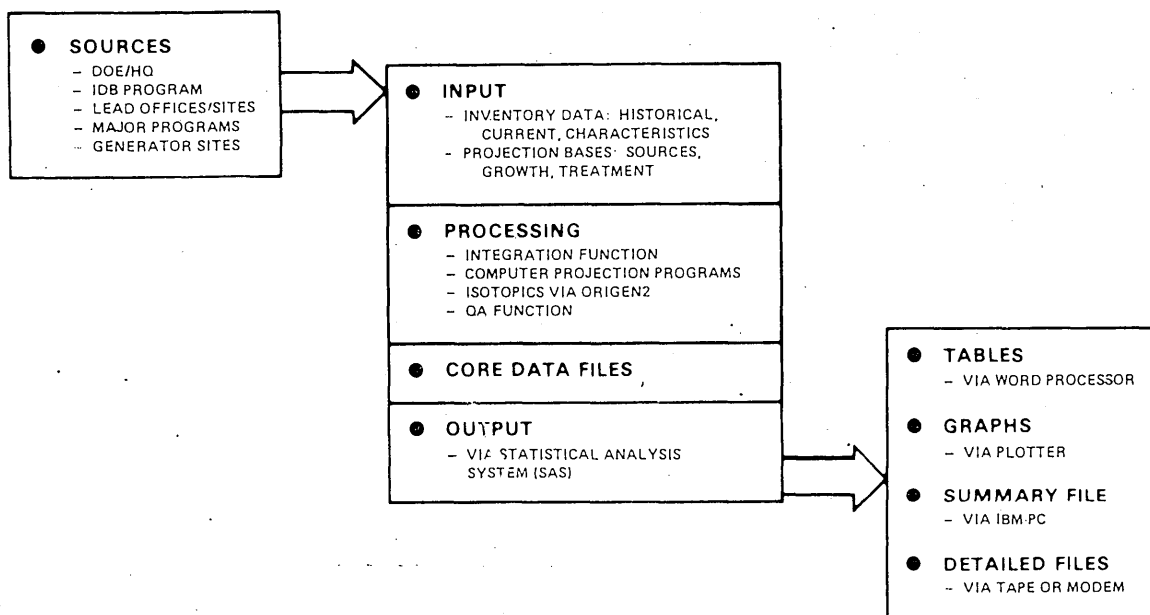 ● SOURCES
– DOE/HQ
– IDB PROGRAM
– LEAD OFFICES/SITES
– MAJOR PROGRAMS
– GENERATOR SITES
● INPUT
– INVENTORY DATA: HISTORICAL,
CURRENT, CHARACTERISTICS
– PROJECTION BASES: SOURCES,
GROWTH, TREATMENT
● PROCESSING
– INTEGRATION FUNCTION
– COMPUTER PROJECTION PROGRAMS
– ISOTOPICS VIA ORIGEN2
– QA FUNCTION
● CORE DATA FILES
● OUTPUT
– VIA STATISTICAL ANALYSIS
SYSTEM (SAS)
● TABLES
– VIA WORD PROCESSOR
● GRAPHS
– VIA PLOTTER
● SUMMARY FILE
– VIA IBM-PC
● DETAILED FILES
– VIA TAPE OR MODEM